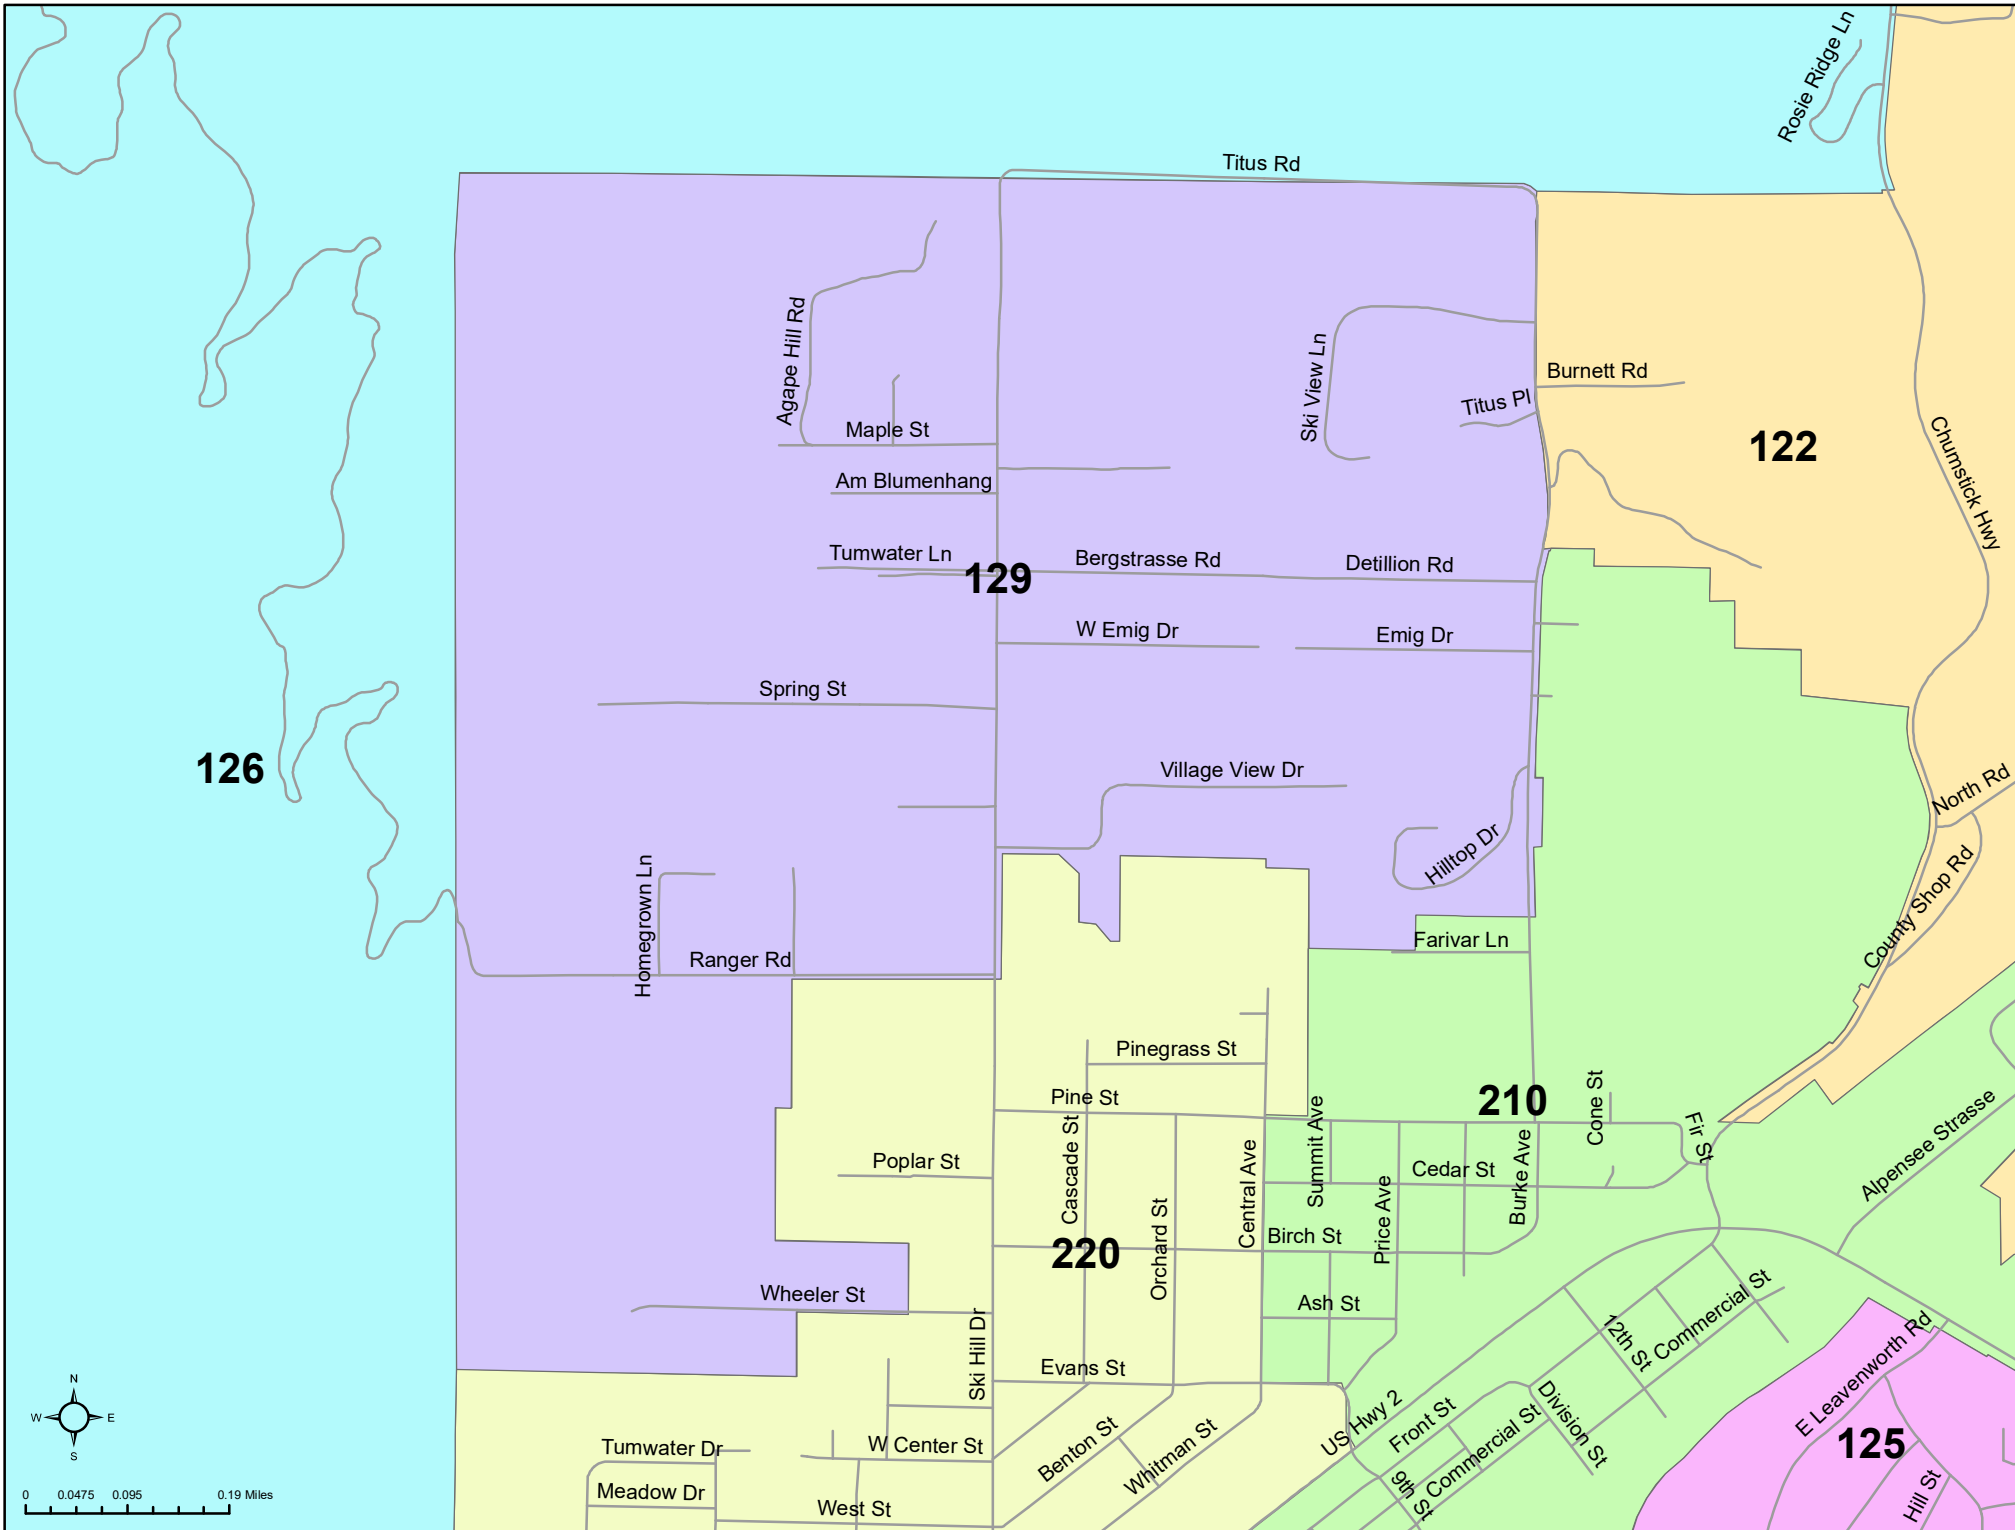 Rosie Ridge Ln
Titus Rd
Agape Hill Rd
Ski View Ln
Burnett Rd
Titus Pl
Maple St
122
Chumstick Hwy
Am Blumenhang
Tumwater Ln
Bergstrasse Rd
Detillion Rd
129
W Emig Dr
Emig Dr
Spring St
126
Village View Dr
North Rd
Hilltop Dr
County Shop Rd
Homegrown Ln
Farivar Ln
Ranger Rd
Pinegrass St
Pine St
210
Cone St
Summit Ave
Fir St
Alpensee Strasse
Poplar St
Cascade St
Central Ave
Cedar St
Burke Ave
Price Ave
Orchard St
Birch St
220
Wheeler St
Ash St
Ski Hill Dr
12th St
Commercial St
E Leavenworth Rd
Evans St
Division St
US Hwy 2
Front St
125
N
W
E
S
Tumwater Dr
W Center St
Benton St
Whitman St
Commercial St
9th St
Hill St
Meadow Dr
West St
0 0.0475 0.095 0.19 Miles